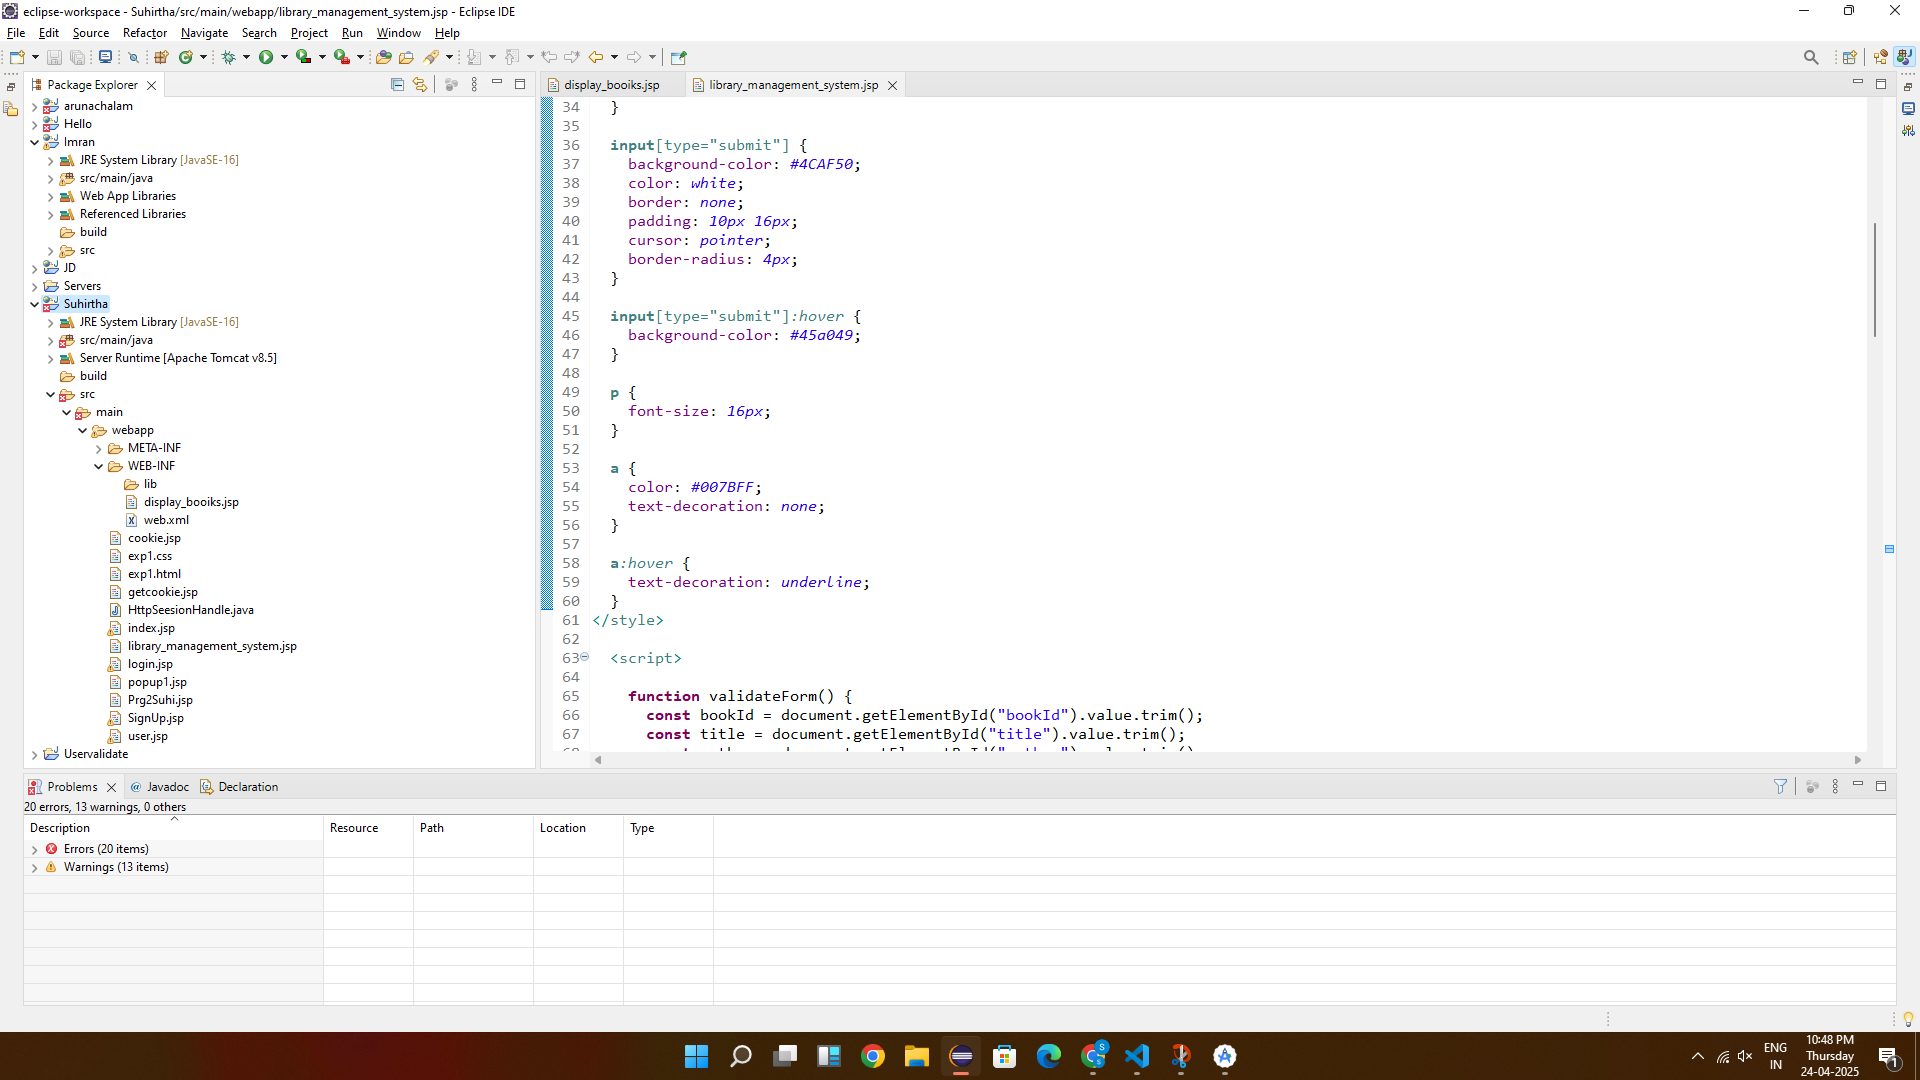 eclipse-workspace - Suhirtha/src/main/webapp/library_management_system.jsp - Eclipse IDE
File Edit Source Refactor Navigate Search Project Run Window Help
Package Explorer
arunachalam
Hello
Imran
JRE System Library [JavaSE-16]
src/main/java
Web App Libraries
Referenced Libraries
build
src
JD
Servers
Suhirtha
JRE System Library [JavaSE-16]
src/main/java
Server Runtime [Apache Tomcat v8.5]
build
src
main
webapp
META-INF
WEB-INF
lib
display_booiks.jsp
web.xml
cookie.jsp
exp1.css
exp1.html
getcookie.jsp
HttpSeesionHandle.java
index.jsp
library_management_system.jsp
login.jsp
popup1.jsp
Prg2Suhi.jsp
SignUp.jsp
user.jsp
Uservalidate
display_booiks.jsp library_management_system.jsp
34 }
35
36 input[type="submit"] {
37 background-color: #4CAF50;
38 color: white;
39 border: none;
40 padding: 10px 16px;
41 cursor: pointer;
42 border-radius: 4px;
43 }
44
45 input[type="submit"]:hover {
46 background-color: #45a049;
47 }
48
49 p {
50 font-size: 16px;
51 }
52
53 a {
54 color: #007BFF;
55 text-decoration: none;
56 }
57
58 a:hover {
59 text-decoration: underline;
60 }
61 </style>
62
63 <script>
64
65 function validateForm() {
66 const bookId = document.getElementById("bookId").value.trim();
67 const title = document.getElementById("title").value.trim();
Problems @ Javadoc Declaration
20 errors, 13 warnings, 0 others
Description Resource Path Location Type
Errors (20 items)
Warnings (13 items)
ENG
IN
10:48 PM
Thursday
24-04-2025
1